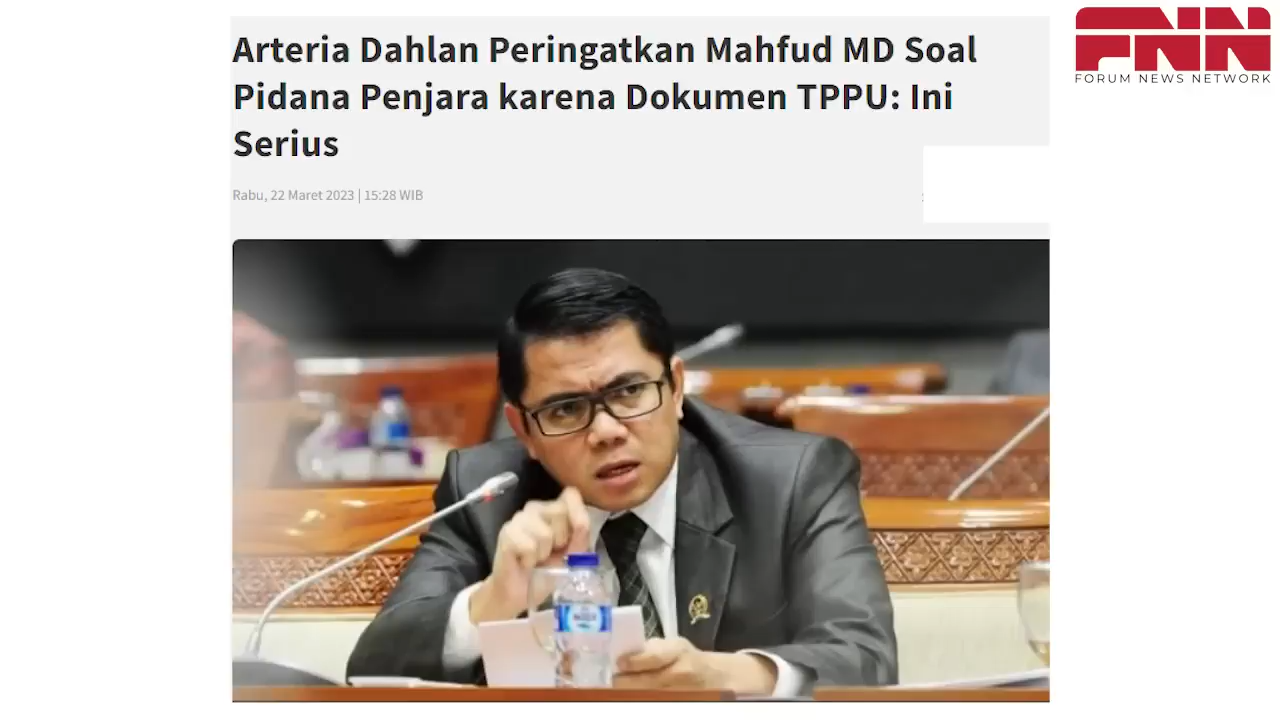 Arteria Dahlan Peringatkan Mahfud MD Soal
Pidana Penjara karena Dokumen TPPU: Ini
Serius
Rabu, 22 Maret 2023 | 15:28 WIB
FNN
FORUM NEWS NETWORK